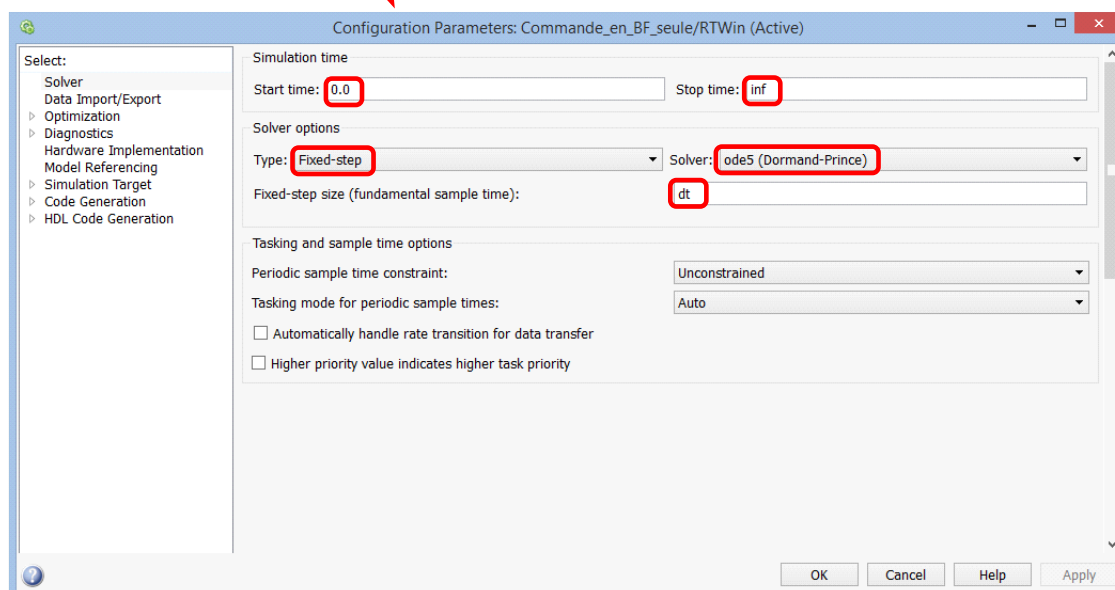 Configuration Parameters: Commande_en_BF_seule/RTWin (Active)
Select:
Solver
Data Import/Export
Optimization
Diagnostics
Hardware Implementation
Model Referencing
Simulation Target
Code Generation
HDL Code Generation
Simulation time
Start time: 0.0 Stop time: inf
Solver options
Type: Fixed-step Solver: ode5 (Dormand-Prince)
Fixed-step size (fundamental sample time): dt
Tasking and sample time options
Periodic sample time constraint: Unconstrained
Tasking mode for periodic sample times: Auto
Automatically handle rate transition for data transfer
Higher priority value indicates higher task priority
OK Cancel Help Apply